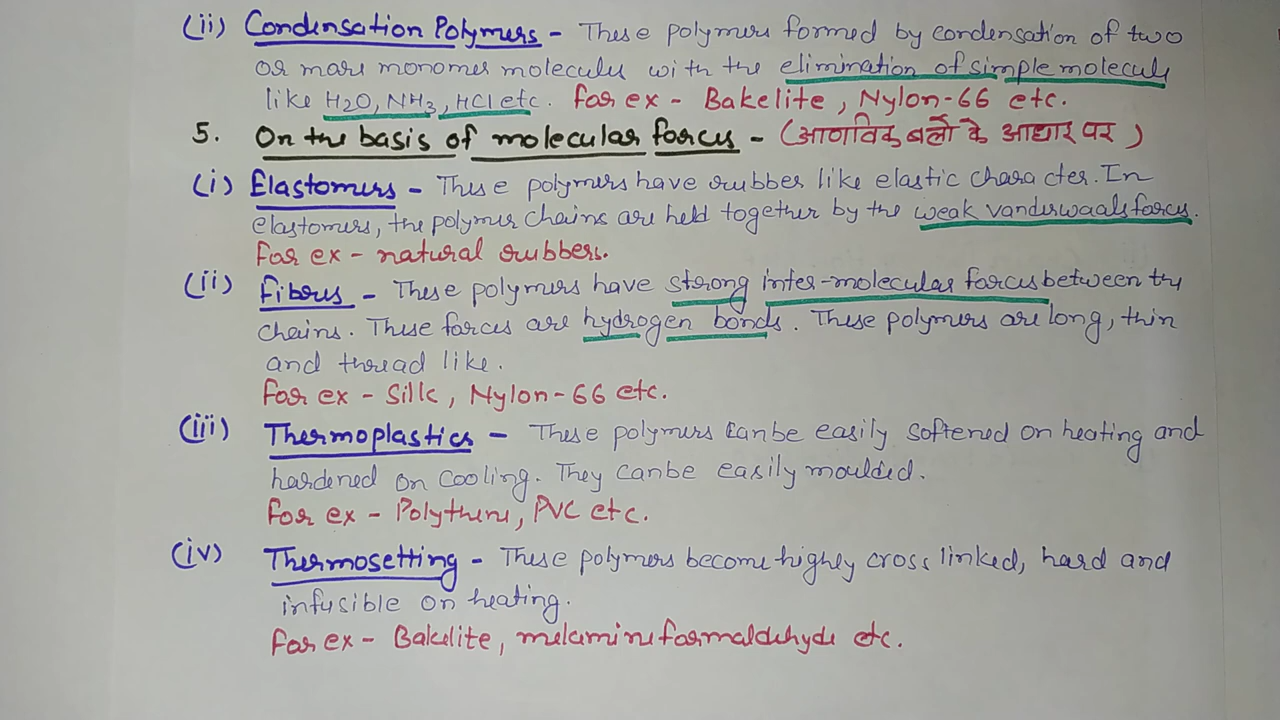 (ii) Condensation Polymers - These polymers formed by condensation of two
or more monomer molecules with the elimination of simple molecule
like H2O, NH3, HCl etc. for ex - Bakelite, Nylon-66 etc.
5. On the basis of molecular forces - (आणविक बलों के आधार पर)
(i) Elastomers - These polymers have rubber like elastic character. In
elastomers, the polymer chains are held together by the weak vanderwaals forces.
for ex - natural rubbers.
(ii) fibres - These polymers have strong inter-molecular forces between the
chains. These forces are hydrogen bonds. These polymers are long, thin
and thread like.
for ex - Silk, Nylon-66 etc.
(iii) Thermoplastics - These polymers canbe easily softened on heating and
hardened on cooling. They canbe easily moulded.
for ex - Polythene, PVC etc.
(iv) Thermosetting - These polymers become highly cross linked, hard and
infusible on heating.
for ex - Bakelite, melamine formaldehyde etc.